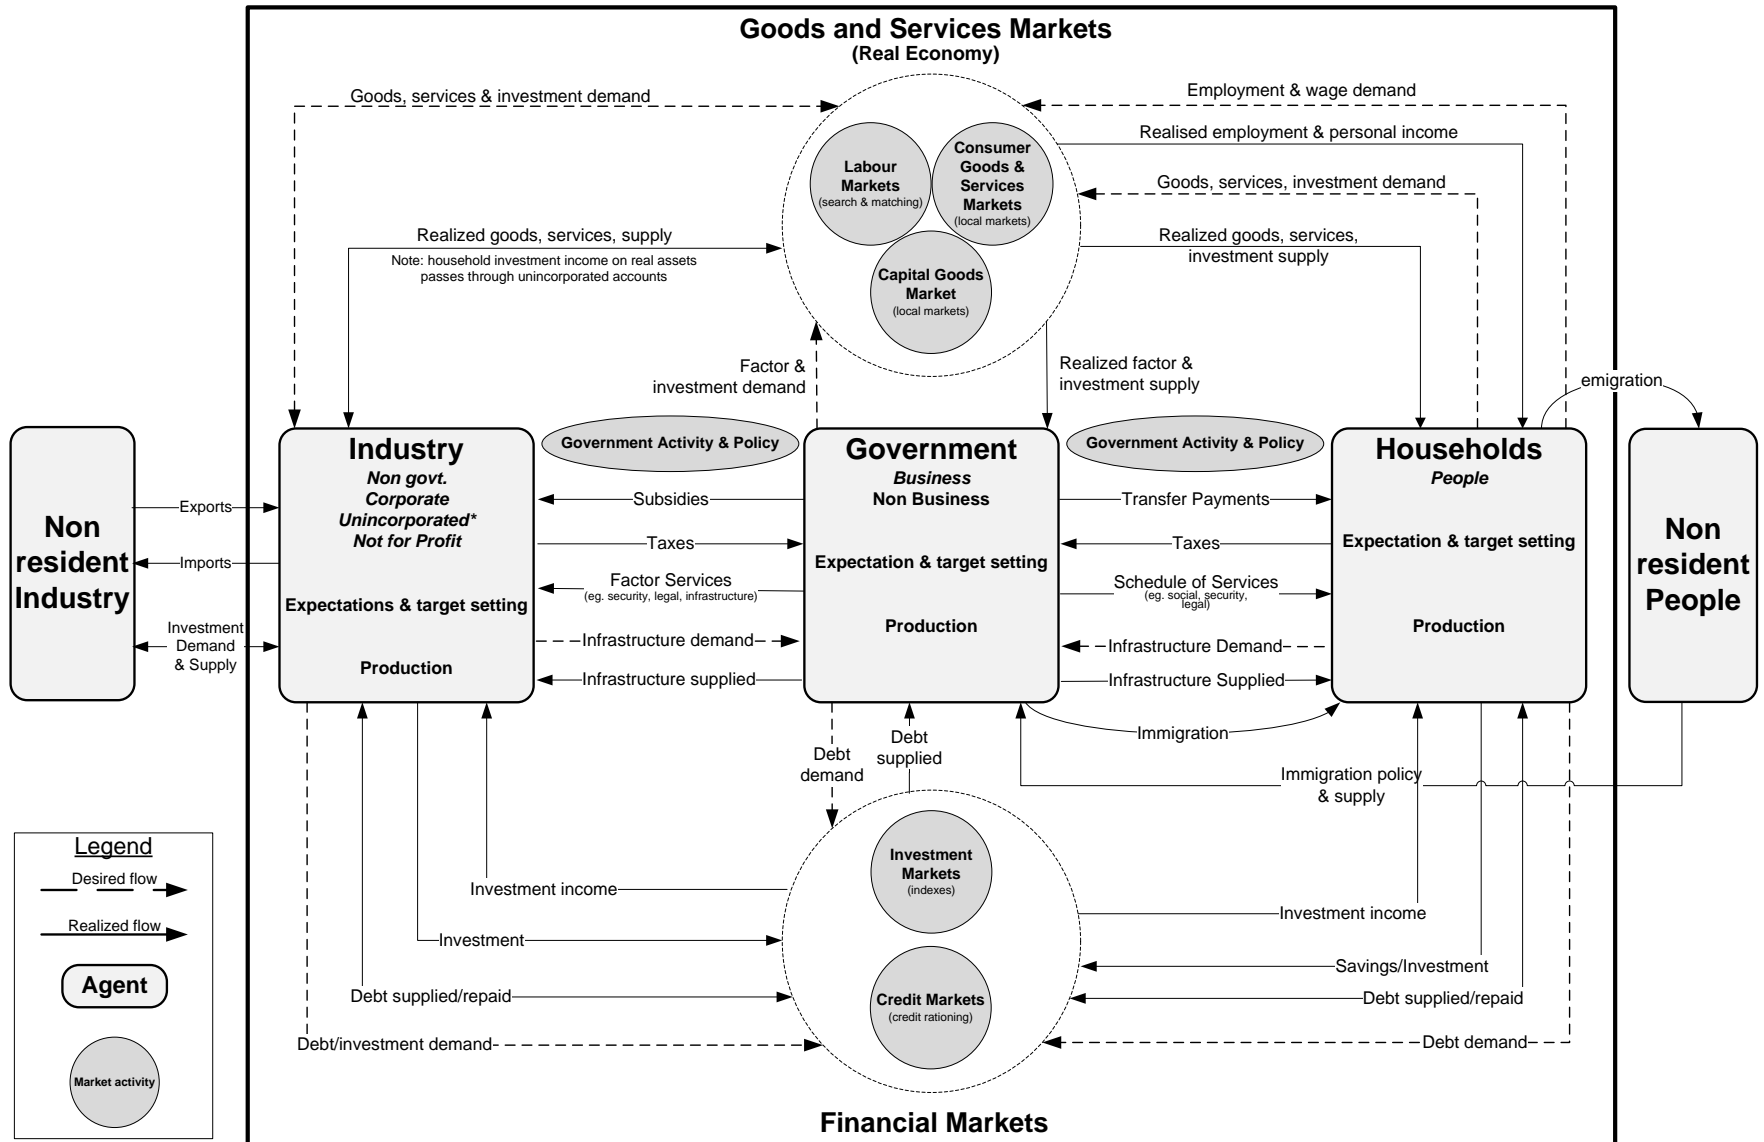 Goods and Services Markets
(Real Economy)
Goods, services & investment demand
Employment & wage demand
Realised employment & personal income
Labour
Markets
(search & matching)
Consumer
Goods &
Services
Markets
(local markets)
Goods, services, investment demand
Realized goods, services, supply
Note: household investment income on real assets
passes through unincorporated accounts
Capital Goods
Market
(local markets)
Realized goods, services,
investment supply
Factor &
investment demand
Realized factor &
investment supply
emigration
Non
resident
Industry
Exports
Imports
Investment
Demand
& Supply
Industry
Non govt.
Corporate
Unincorporated*
Not for Profit
Expectations & target setting
Production
Government Activity & Policy
Subsidies
Taxes
Factor Services
(eg. security, legal, infrastructure)
Infrastructure demand
Infrastructure supplied
Government
Business
Non Business
Expectation & target setting
Production
Government Activity & Policy
Transfer Payments
Taxes
Schedule of Services
(eg. social, security,
legal)
Infrastructure Demand
Infrastructure Supplied
Households
People
Expectation & target setting
Production
Non
resident
People
Immigration
Debt
demand
Debt
supplied
Immigration policy
& supply
Investment
Markets
(indexes)
Investment income
Investment income
Investment
Savings/Investment
Credit Markets
(credit rationing)
Debt supplied/repaid
Debt supplied/repaid
Debt/investment demand
Debt demand
Financial Markets
Legend
Desired flow
Realized flow
Agent
Market activity